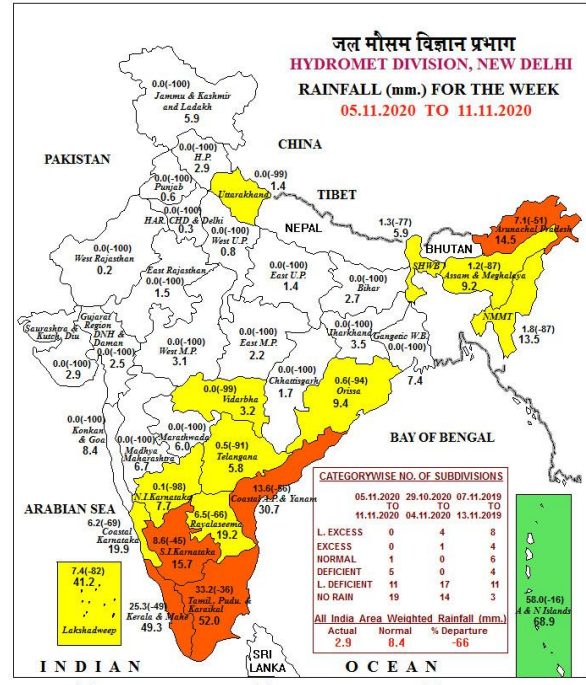 जल मौसम विज्ञान प्रभाग
HYDROMET DIVISION, NEW DELHI
RAINFALL (mm.) FOR THE WEEK
05.11.2020 TO 11.11.2020
0.0(-100)
Jammu & Kashmir
and Ladakh
5.9
CHINA
PAKISTAN
0.0(-100)
H.P.
2.9
0.0(-100)
Punjab
0.6
0.0(-99)
1.4
Uttarakhand
TIBET
0.0(-100)
HAR. CHD & Delhi
0.3
0.0(-100)
West U.P.
0.8
NEPAL
1.3(-77)
5.9
BHUTAN
7.1(-51)
Arunachal Pradesh
14.5
0.0(-100)
West Rajasthan
0.2
East Rajasthan
0.0(-100)
1.5
0.0(-100)
East U.P.
1.4
0.0(-100)
Bihar
2.7
SHWB
1.2(-87)
Assam & Meghalaya
9.2
NMMT
1.8(-87)
13.5
Saurashtra &
Kutch, Diu
0.0(-100)
2.9
Gujarat
Region
DNH &
Daman
0.0(-100)
2.5
0.0(-100)
West M.P.
3.1
0.0(-100)
East M.P.
2.2
0.0(-100)
Jharkhand
3.5
Gangetic W.B.
0.0(-100)
7.4
0.0(-100)
Chhattisgarh
1.7
0.6(-94)
Orissa
9.4
0.0(-99)
Vidarbha
3.2
0.0(-100)
Konkan
& Goa
8.4
0.0(-100)
Marathwada
6.0
0.0(-100)
Madhya
Maharashtra
6.7
0.5(-91)
Telangana
5.8
BAY OF BENGAL
0.1(-98)
N.I.Karnataka
7.7
13.6(-86)
Coastal A.P. & Yanam
30.7
ARABIAN SEA
6.2(-69)
Coastal
Karnataka
19.9
6.5(-66)
Rayalaseema
19.2
8.6(-45)
S.I.Karnataka
15.7
7.4(-82)
41.2
Lakshadweep
25.3(-49)
Kerala & Mahe
49.3
33.2(-36)
Tamil, Pudu. &
Karaikal
52.0
SRI
LANKA
INDIAN OCEAN
58.0(-16)
A & N Islands
68.9
CATEGORYWISE NO. OF SUBDIVISIONS
05.11.2020 29.10.2020 07.11.2019
TO TO TO
11.11.2020 04.11.2020 13.11.2019
L. EXCESS 0 4 8
EXCESS 0 1 4
NORMAL 1 0 6
DEFICIENT 5 0 4
L. DEFICIENT 11 17 11
NO RAIN 19 14 3
All India Area Weighted Rainfall (mm.)
Actual Normal % Departure
2.9 8.4 -66